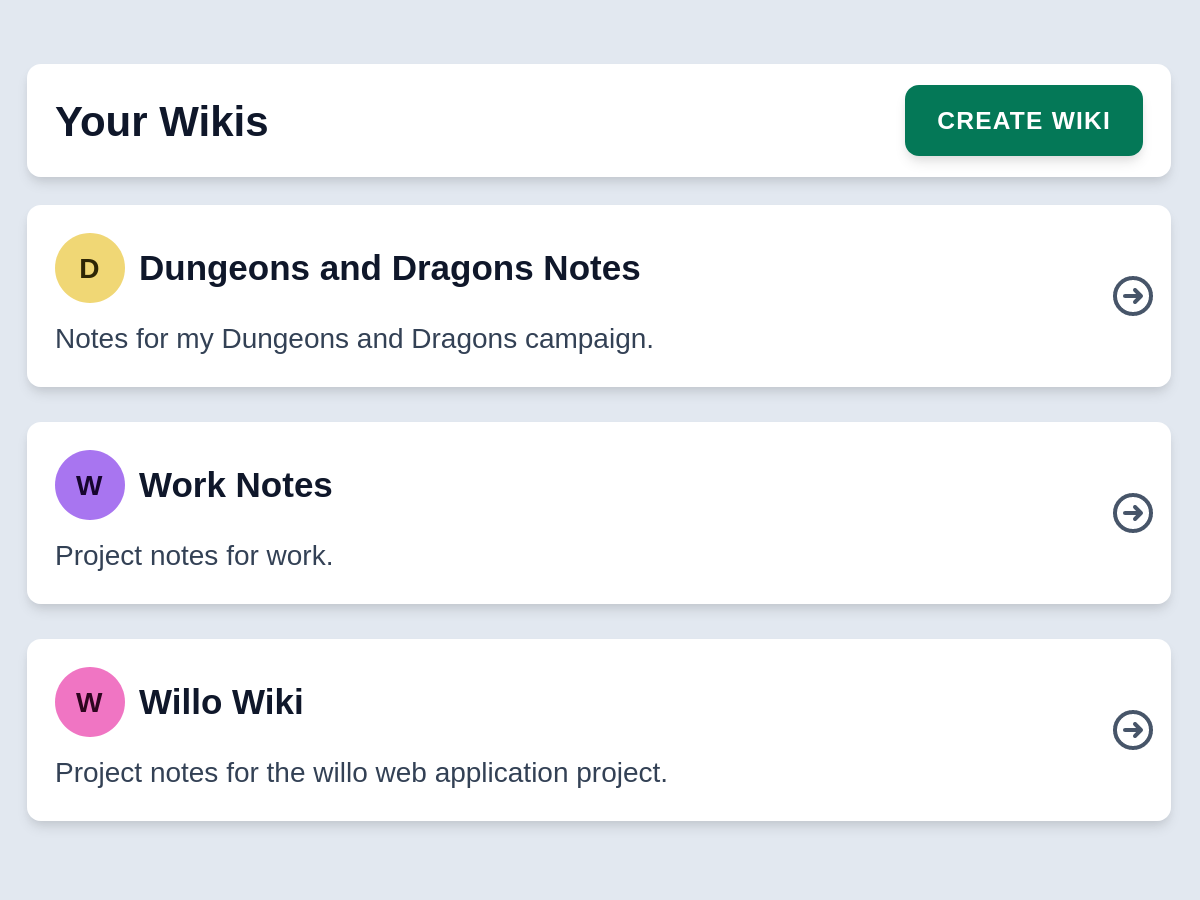 Your Wikis
CREATE WIKI
D
Dungeons and Dragons Notes
Notes for my Dungeons and Dragons campaign.
W
Work Notes
Project notes for work.
W
Willo Wiki
Project notes for the willo web application project.